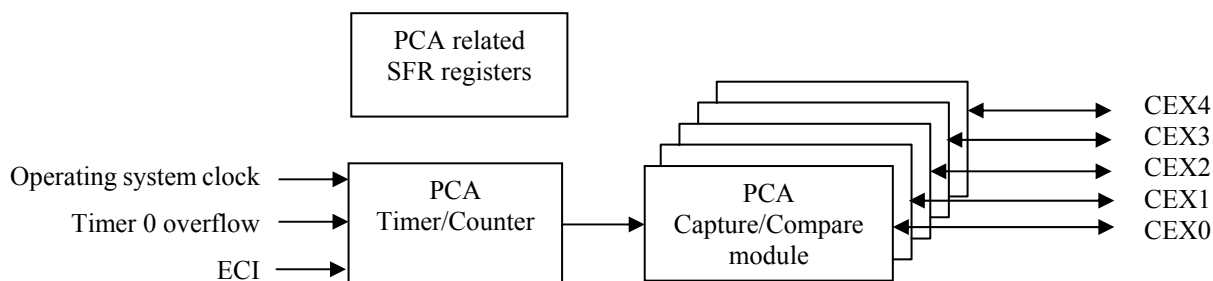 PCA related
SFR registers
Operating system clock
Timer 0 overflow
ECI
PCA
Timer/Counter
PCA
Capture/Compare
module
CEX4
CEX3
CEX2
CEX1
CEX0